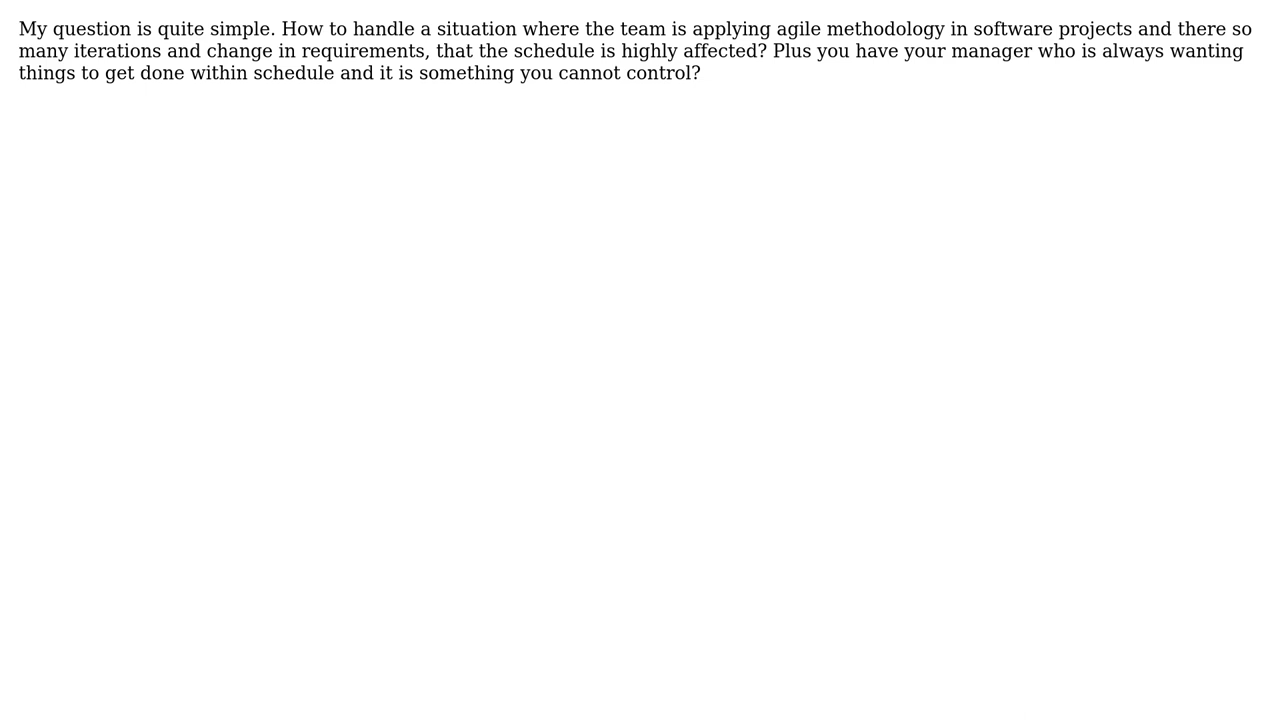 My question is quite simple. How to handle a situation where the team is applying agile methodology in software projects and there so
many iterations and change in requirements, that the schedule is highly affected? Plus you have your manager who is always wanting
things to get done within schedule and it is something you cannot control?